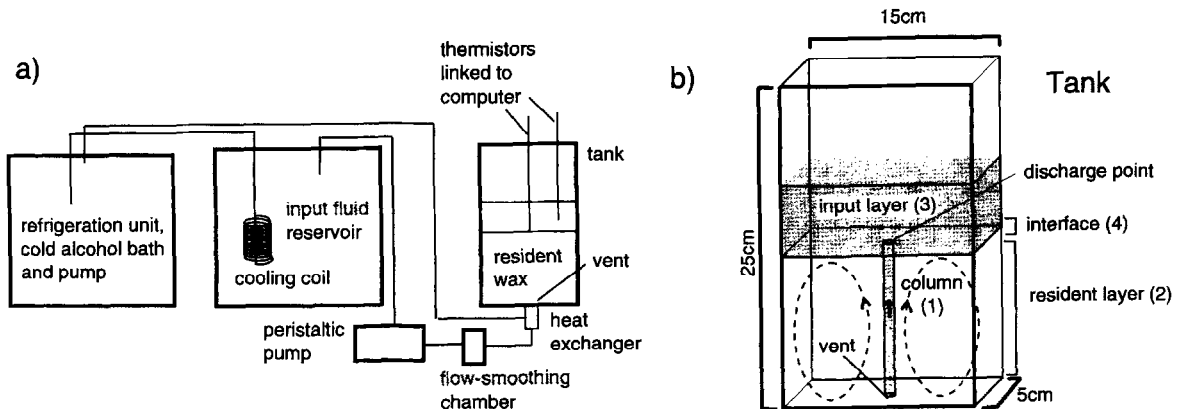 a)
thermistors
linked to
computer
tank
refrigeration unit,
cold alcohol bath
and pump
input fluid
reservoir
cooling coil
resident
wax
vent
heat
exchanger
peristaltic
pump
flow-smoothing
chamber
b)
15cm
Tank
25cm
discharge point
input layer (3)
interface (4)
column
(1)
resident layer (2)
vent
5cm